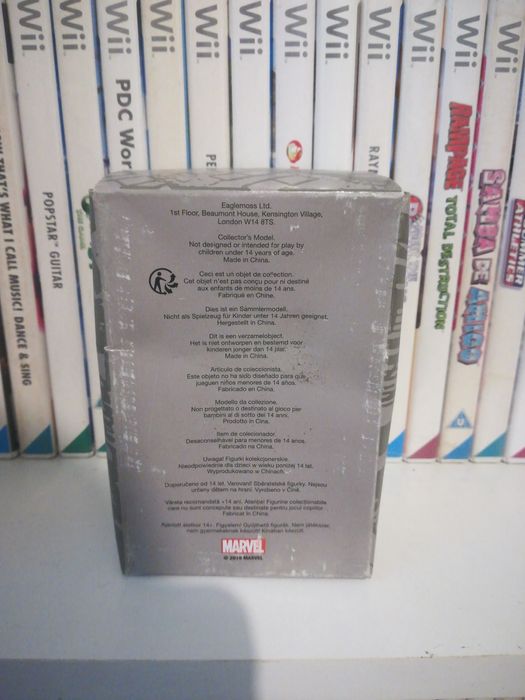 Wii
Wii
Wii
Wii
Wii
Wii
Wii
Wii
Wii
Wii
Wii
THAT'S WHAT I CALL MUSIC! DANCE & SING
POPSTAR GUITAR
PDC Wor
PE
RAY
RAMPAGE TOTAL DESTRUCTION
SAMBA DE AMIGO
U
Eaglemoss Ltd.
1st Floor, Beaumont House, Kensington Village,
London W14 8TS.
Collector's Model.
Not designed or intended for play by
children under 14 years of age.
Made in China.
Ceci est un objet de collection.
Cet objet n'est pas conçu pour ni destiné
aux enfants de moins de 14 ans.
Fabriqué en Chine.
Dies ist ein Sammlermodell.
Nicht als Spielzeug für Kinder unter 14 Jahren geeignet.
Hergestellt in China.
Dit is een verzamelobject.
Het is niet ontworpen en bestemd voor
kinderen jonger dan 14 jaar.
Made in China.
Artículo de coleccionista.
Este objeto no ha sido diseñado para que
jueguen niños menores de 14 años.
Fabricado en China.
Modello da collezione.
Non progettato o destinato al gioco per
bambini al di sotto dei 14 anni.
Prodotto in Cina.
Item de colecionador.
Desaconselhável para menores de 14 anos.
Fabricado na China.
Uwaga! Figurki kolekcjonerskie.
Nieodpowiednie dla dzieci w wieku poniżej 14 lat.
Wyprodukowano w Chinach.
Doporučeno od 14 let. Varování! Sběratelské figurky. Nejsou
určeny dětem na hraní. Vyrobeno v Číně.
Vârsta recomandată +14 ani. Atenţie! Figurine colecţionabile
care nu sunt concepute sau destinate pentru jocul copiilor.
Fabricat în China.
Ajánlott életkor 14+. Figyelem! Gyűjthető figurák. Nem játékszer,
nem gyermekeknek készült! Kínában készült.
MARVEL
© 2018 MARVEL